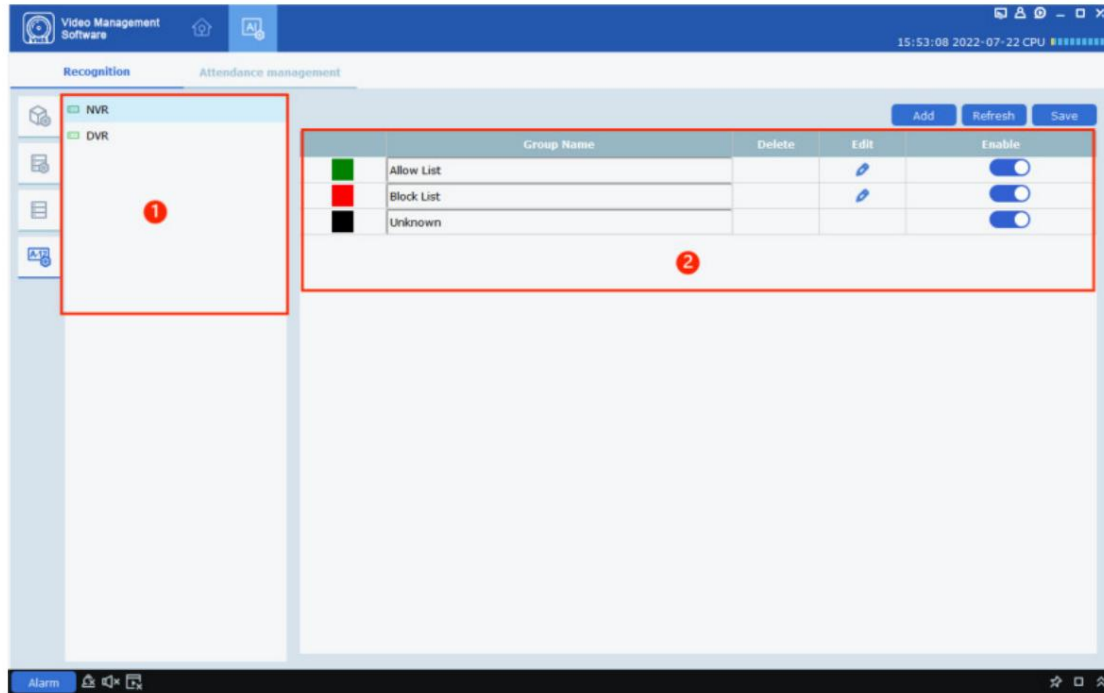 Video Management
Software
AI
15:53:08 2022-07-22 CPU
Recognition
Attendance management
NVR
DVR
1
Add
Refresh
Save
Group Name
Delete
Edit
Enable
Allow List
Block List
Unknown
2
Alarm